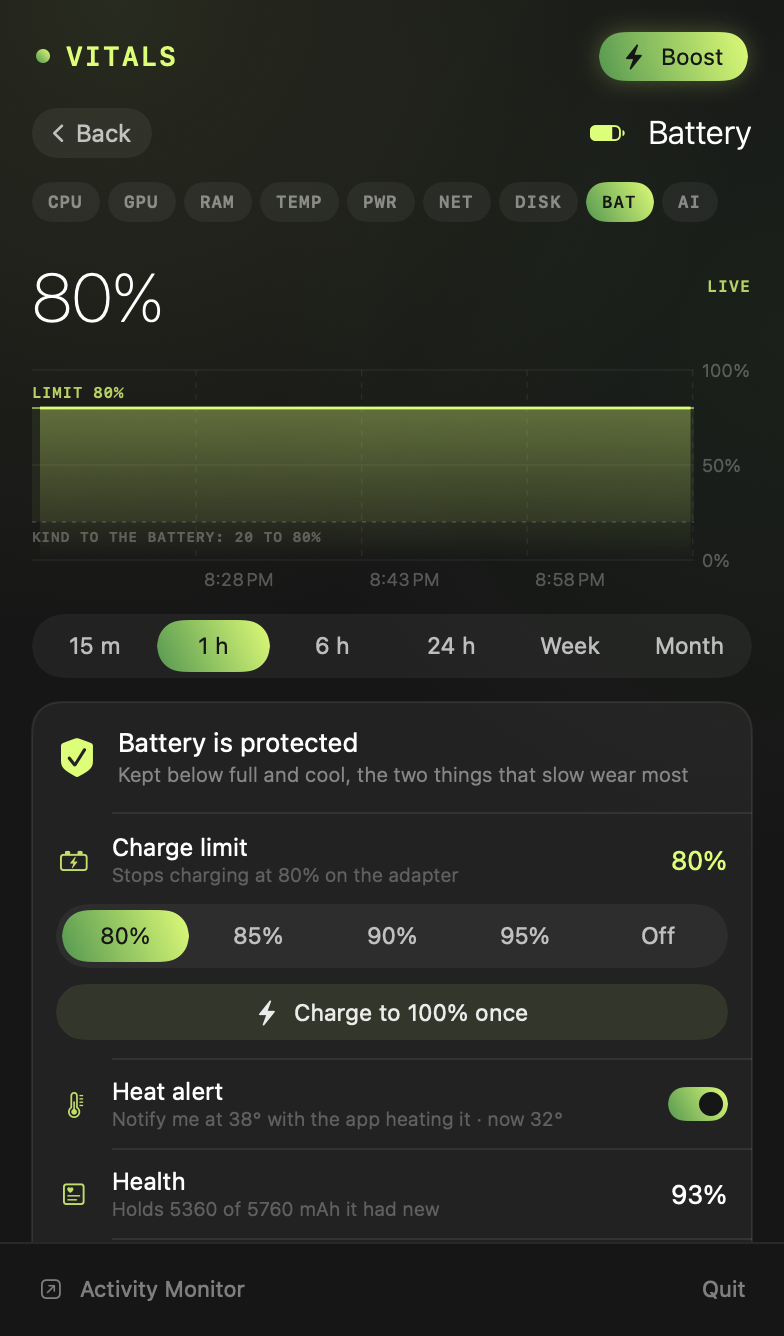 VITALS
Boost
Back
Battery
CPU GPU RAM TEMP PWR NET DISK BAT AI
80%
LIVE
100%
LIMIT 80%
50%
KIND TO THE BATTERY: 20 TO 80%
0%
8:28 PM 8:43 PM 8:58 PM
15 m 1 h 6 h 24 h Week Month
Battery is protected
Kept below full and cool, the two things that slow wear most
Charge limit
80%
Stops charging at 80% on the adapter
80% 85% 90% 95% Off
Charge to 100% once
Heat alert
Notify me at 38° with the app heating it · now 32°
Health
93%
Holds 5360 of 5760 mAh it had new
Activity Monitor
Quit